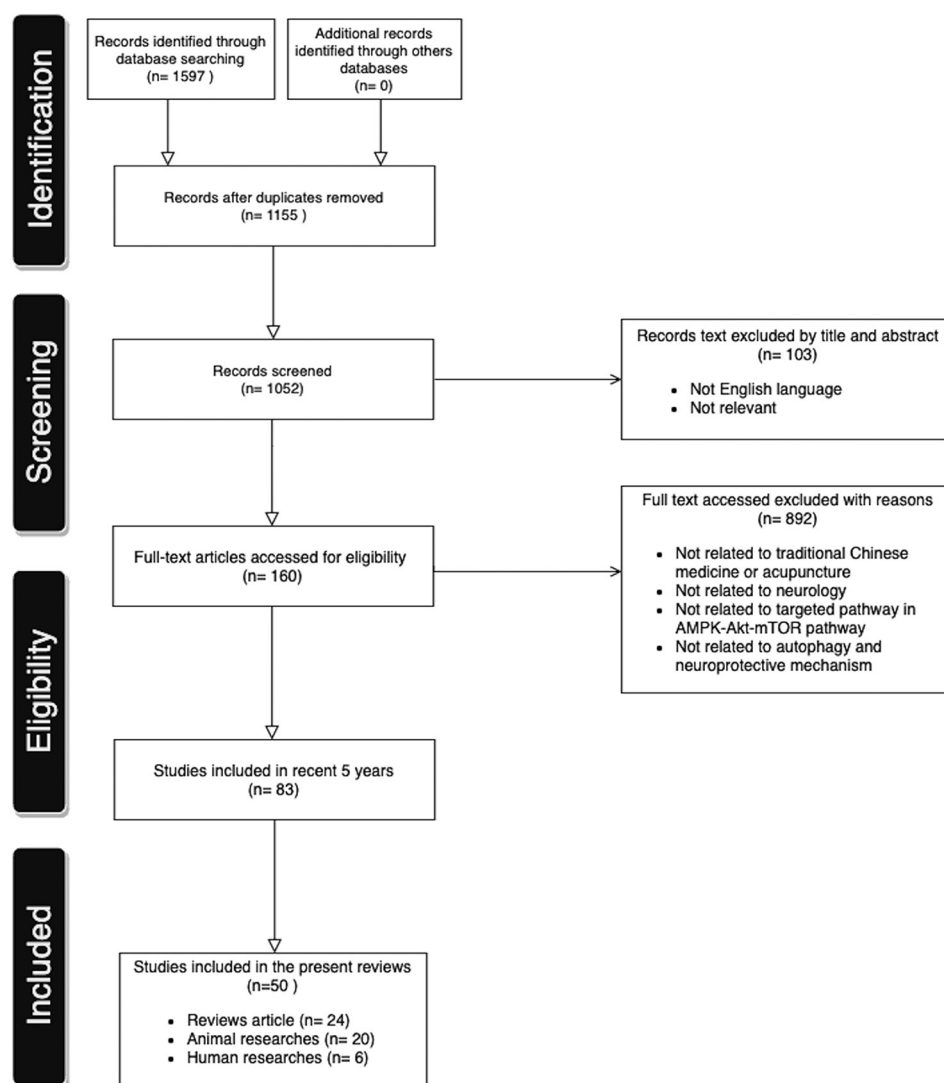 Identification
Records identified through
database searching
(n= 1597 )
Additional records
identified through others
databases
(n= 0)
Records after duplicates removed
(n= 1155 )
Screening
Records screened
(n= 1052)
Records text excluded by title and abstract
(n= 103)
• Not English language
• Not relevant
Eligibility
Full-text articles accessed for eligibility
(n= 160)
Full text accessed excluded with reasons
(n= 892)
• Not related to traditional Chinese
medicine or acupuncture
• Not related to neurology
• Not related to targeted pathway in
AMPK-Akt-mTOR pathway
• Not related to autophagy and
neuroprotective mechanism
Studies included in recent 5 years
(n= 83)
Included
Studies included in the present reviews
(n=50 )
• Reviews article (n= 24)
• Animal researches (n= 20)
• Human researches (n= 6)